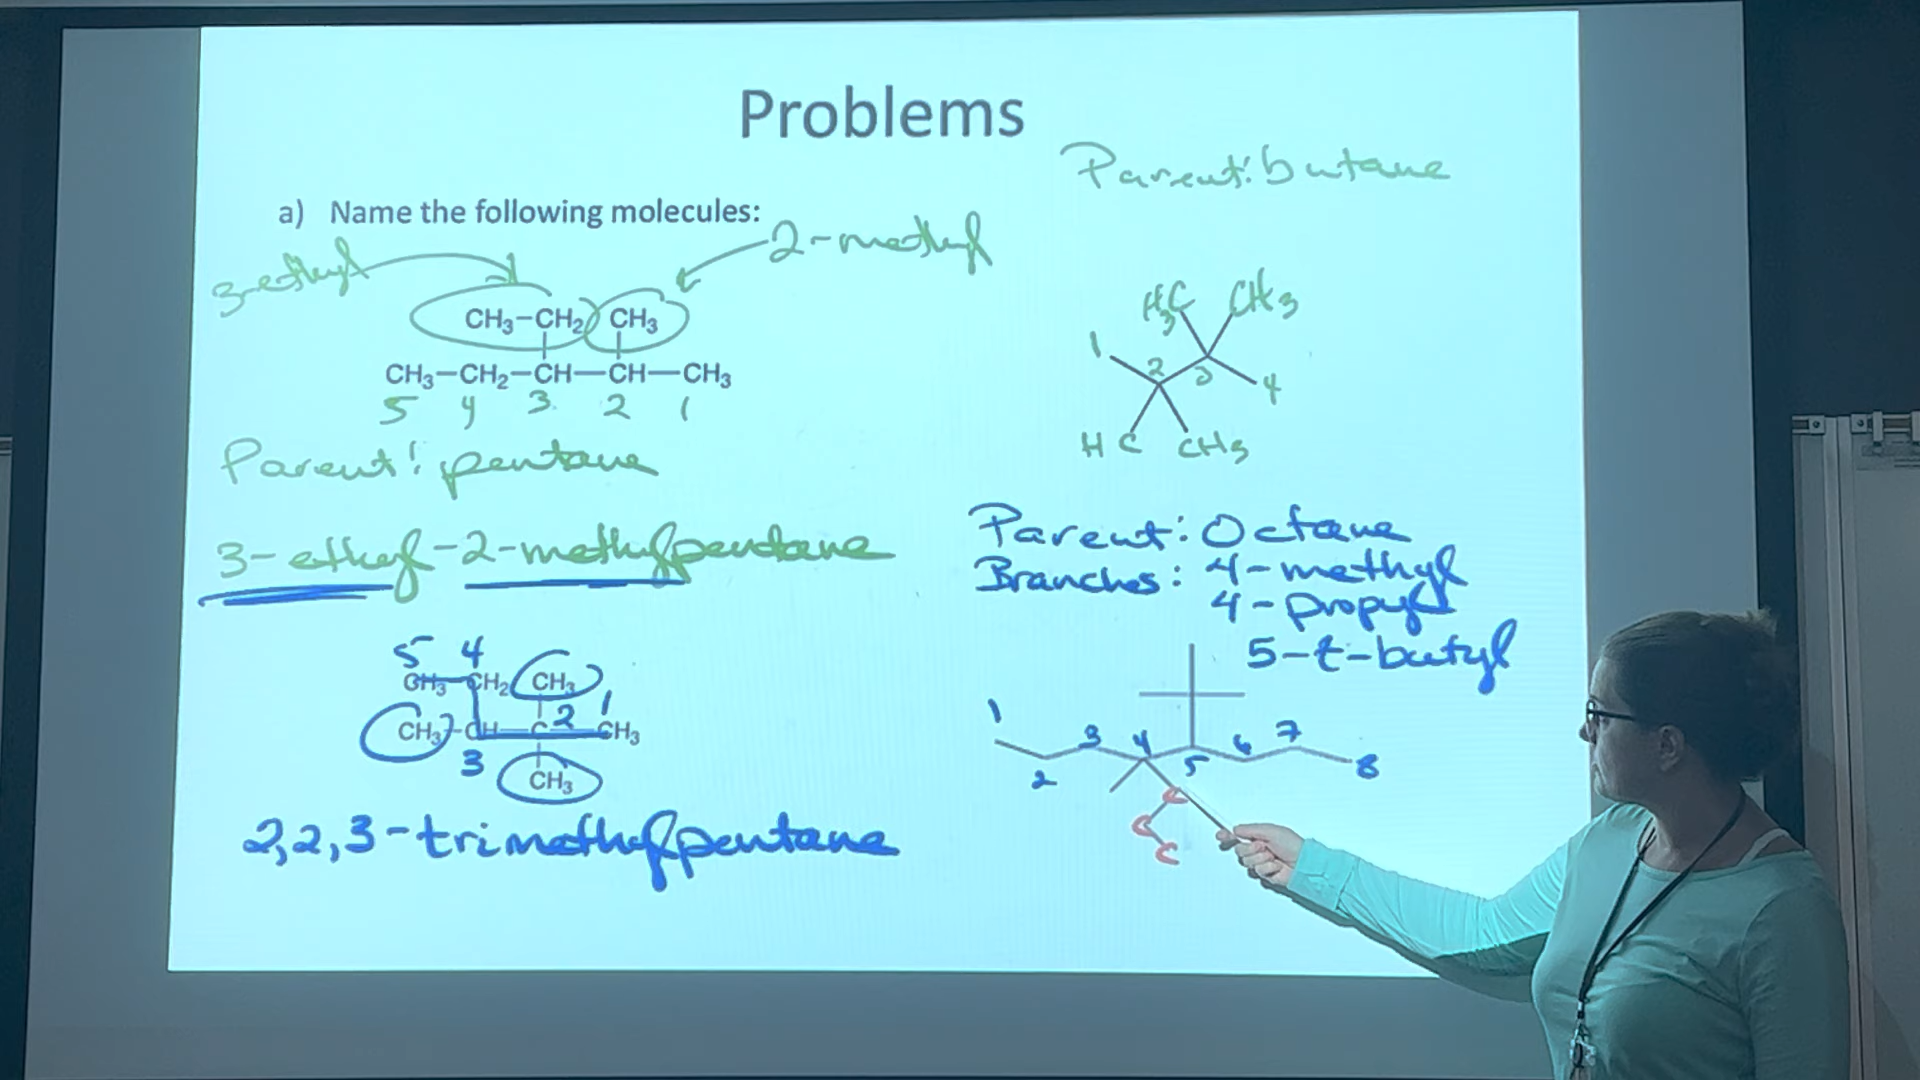 Problems
Parent: butane
a) Name the following molecules:
3-ethyl
2-methyl
CH₃-CH₂ CH₃
CH₃-CH₂-CH-CH-CH₃
5 4 3 2 1
Parent: pentane
3-ethyl-2-methylpentane
H₃C CH₃
1 2 3 4
H C CH₃
Parent: Octane
Branches: 4-methyl
4-propyl
5-t-butyl
5 4
CH₃ CH₂ CH₃
CH₃-CH-C-CH₃
2 1
3
CH₃
2,2,3-trimethylpentane
1 2 3 4 5 6 7 8
C
C
C